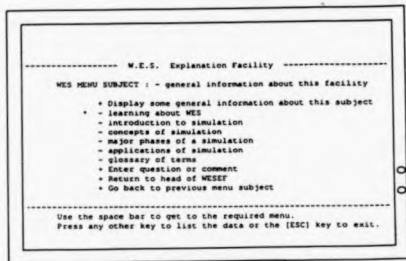 ---------------- W.E.S. Explanation Facility ----------------
WES MENU SUBJECT : - general information about this facility
+ Display some general information about this subject
* - learning about WES
- introduction to simulation
- concepts of simulation
- major phases of a simulation
- applications of simulation
- glossary of terms
+ Enter question or comment
+ Return to head of WESEF
+ Go back to previous menu subject
Use the space bar to get to the required menu.
Press any other key to list the data or the [ESC] key to exit.